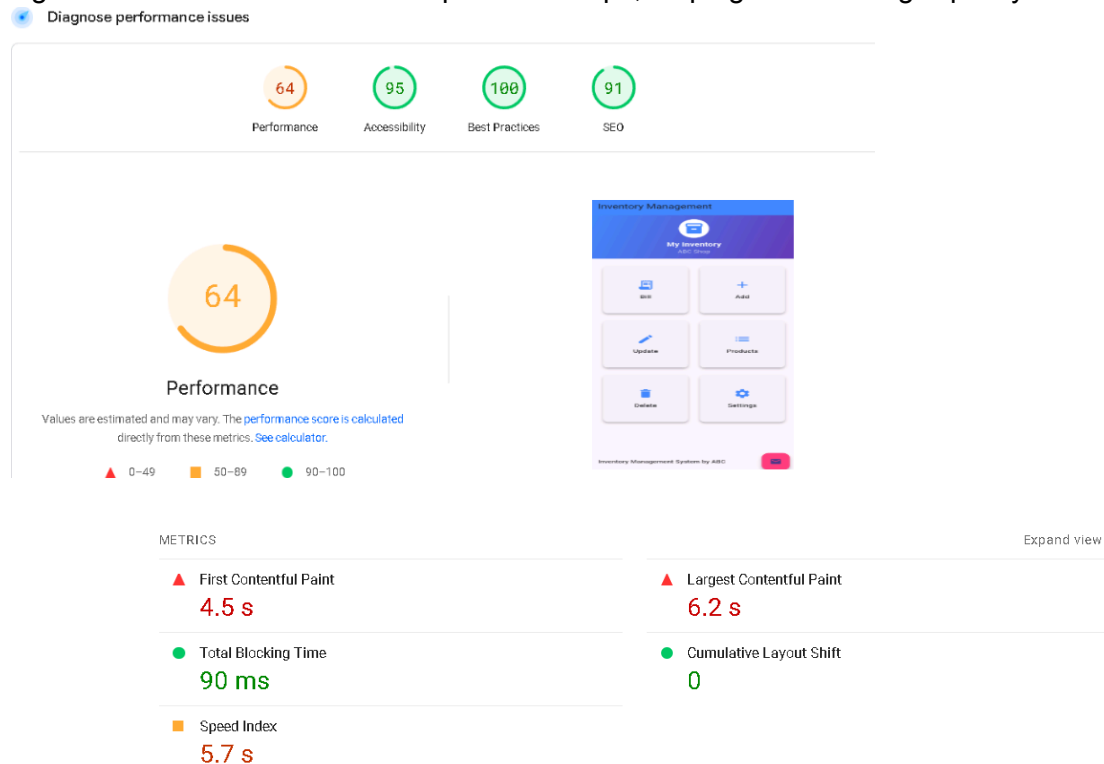 Diagnose performance issues
64
95
100
91
Performance
Accessibility
Best Practices
SEO
64
Performance
Values are estimated and may vary. The performance score is calculated
directly from these metrics. See calculator.
0–49
50–89
90–100
Inventory Management
My Inventory
ABC Shop
Bill
Add
Update
Products
Delete
Settings
Inventory Management System by ABC
METRICS
Expand view
First Contentful Paint
4.5 s
Largest Contentful Paint
6.2 s
Total Blocking Time
90 ms
Cumulative Layout Shift
0
Speed Index
5.7 s